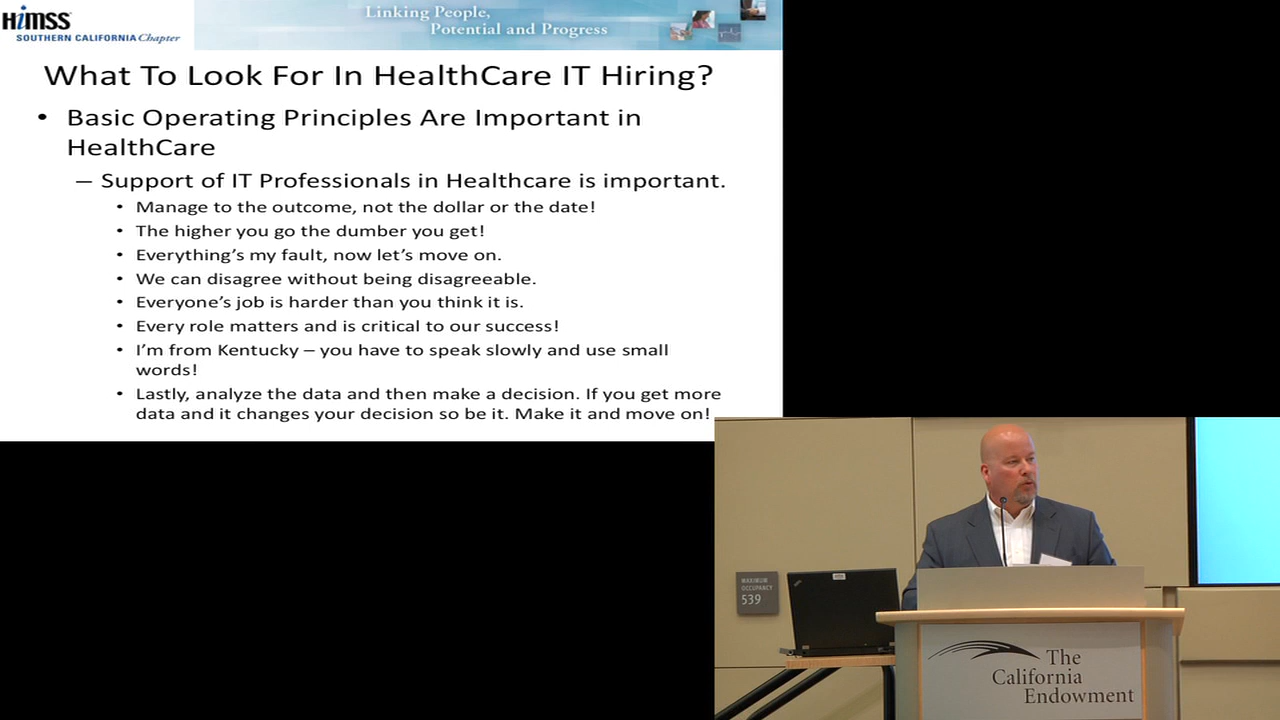 HiMSS
SOUTHERN CALIFORNIA Chapter
Linking People,
Potential and Progress
What To Look For In HealthCare IT Hiring?
• Basic Operating Principles Are Important in
HealthCare
– Support of IT Professionals in Healthcare is important.
• Manage to the outcome, not the dollar or the date!
• The higher you go the dumber you get!
• Everything’s my fault, now let’s move on.
• We can disagree without being disagreeable.
• Everyone’s job is harder than you think it is.
• Every role matters and is critical to our success!
• I’m from Kentucky – you have to speak slowly and use small
words!
• Lastly, analyze the data and then make a decision. If you get more
data and it changes your decision so be it. Make it and move on!
MAXIMUM
OCCUPANCY
539
The
California
Endowment